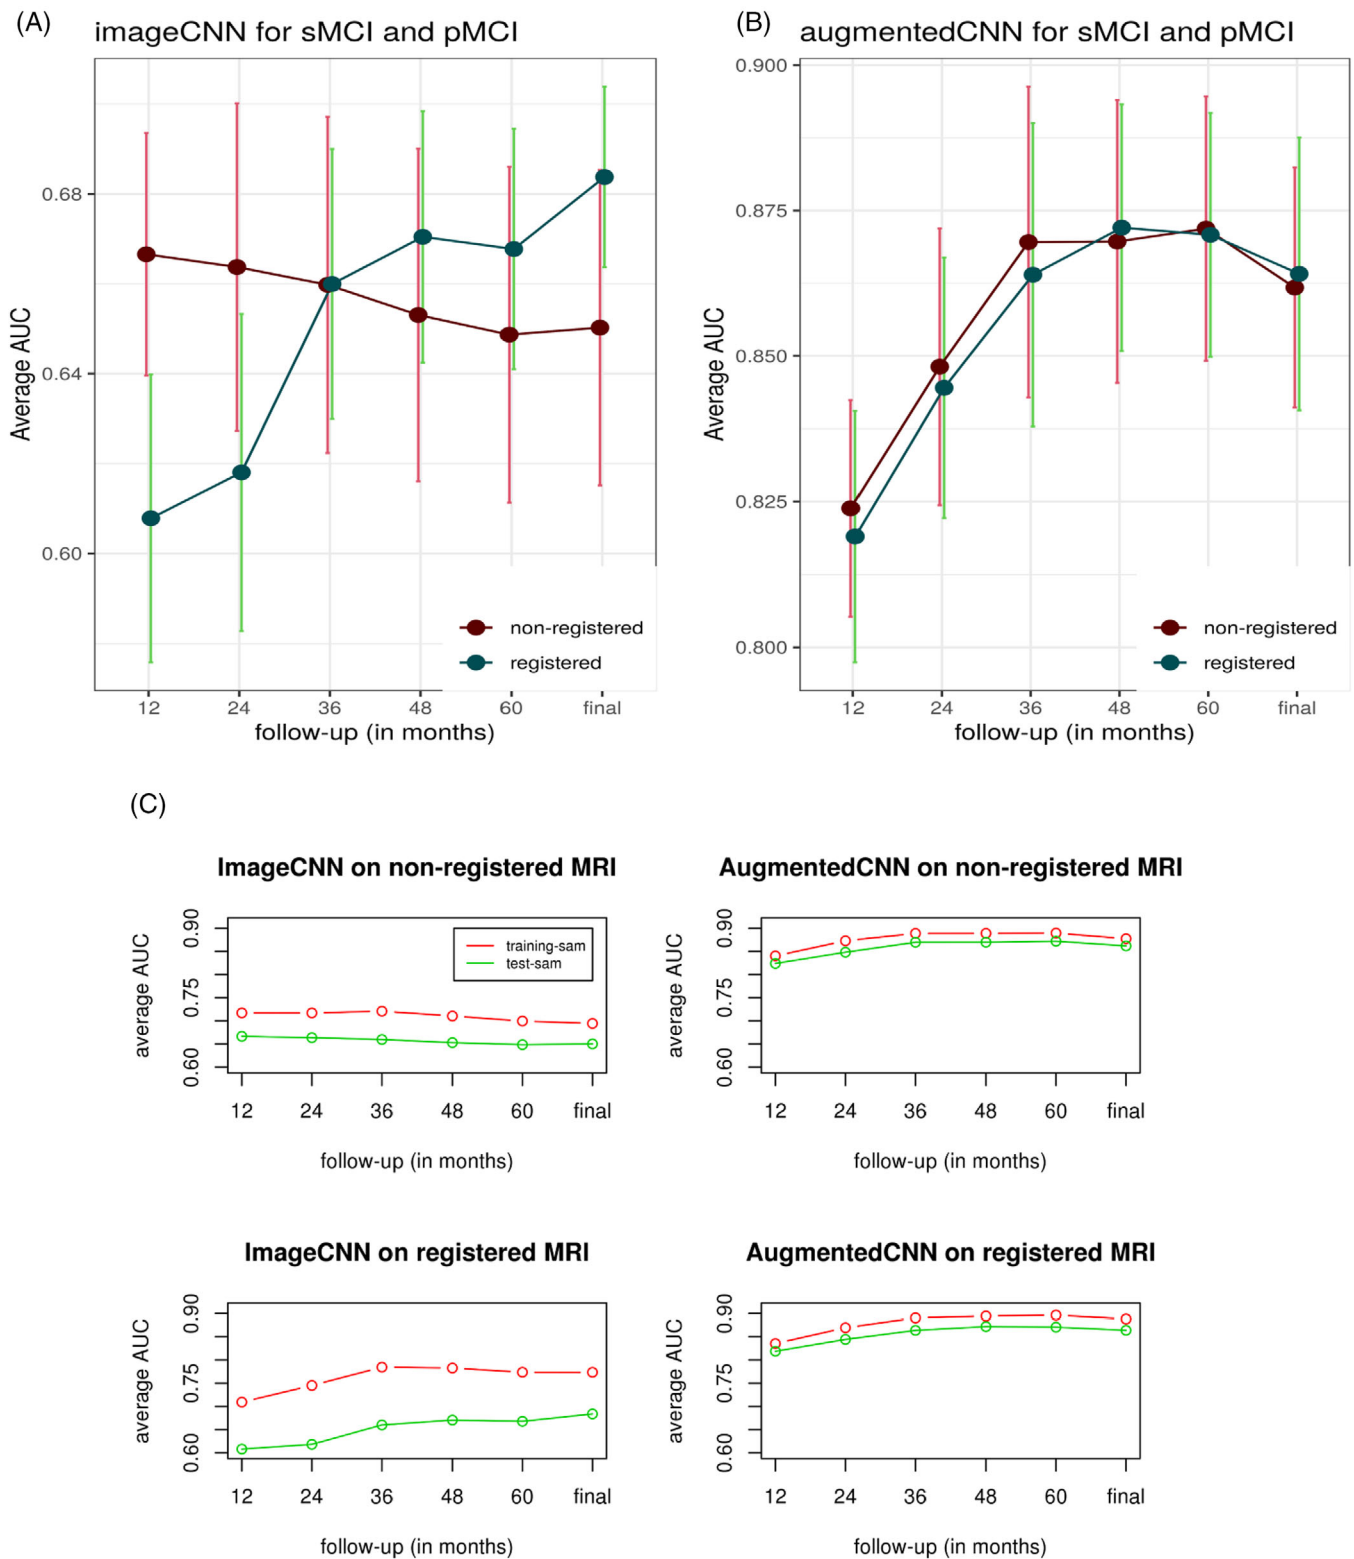 (A)
imageCNN for sMCI and pMCI
Average AUC
0.68
0.64
0.60
non-registered
registered
12 24 36 48 60 final
follow-up (in months)
(B)
augmentedCNN for sMCI and pMCI
Average AUC
0.900
0.875
0.850
0.825
0.800
non-registered
registered
12 24 36 48 60 final
follow-up (in months)
(C)
ImageCNN on non-registered MRI
average AUC
0.90
0.75
0.60
training-sam
test-sam
12 24 36 48 60 final
follow-up (in months)
AugmentedCNN on non-registered MRI
average AUC
0.90
0.75
0.60
12 24 36 48 60 final
follow-up (in months)
ImageCNN on registered MRI
average AUC
0.90
0.75
0.60
12 24 36 48 60 final
follow-up (in months)
AugmentedCNN on registered MRI
average AUC
0.90
0.75
0.60
12 24 36 48 60 final
follow-up (in months)